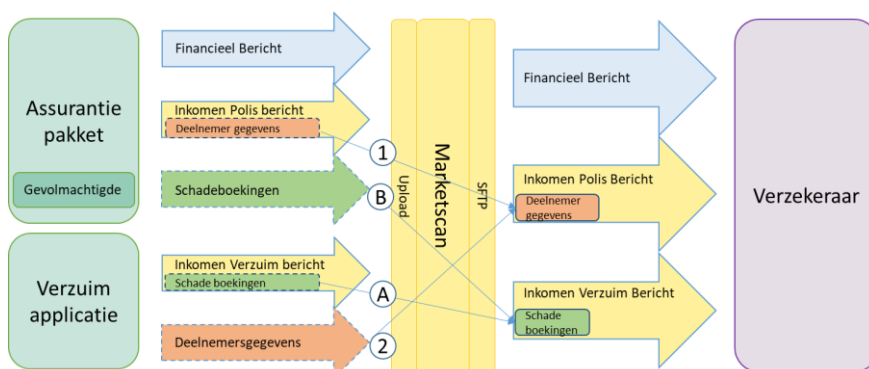 Assurantie
pakket
Gevolmachtigde
Verzuim
applicatie
Financieel Bericht
Inkomen Polis bericht
Deelnemer gegevens
Schadeboekingen
Inkomen Verzuim bericht
Schade boekingen
Deelnemersgegevens
1
B
A
2
Upload
Marketscan
SFTP
Financieel Bericht
Inkomen Polis Bericht
Deelnemer
gegevens
Inkomen Verzuim Bericht
Schade
boekingen
Verzekeraar